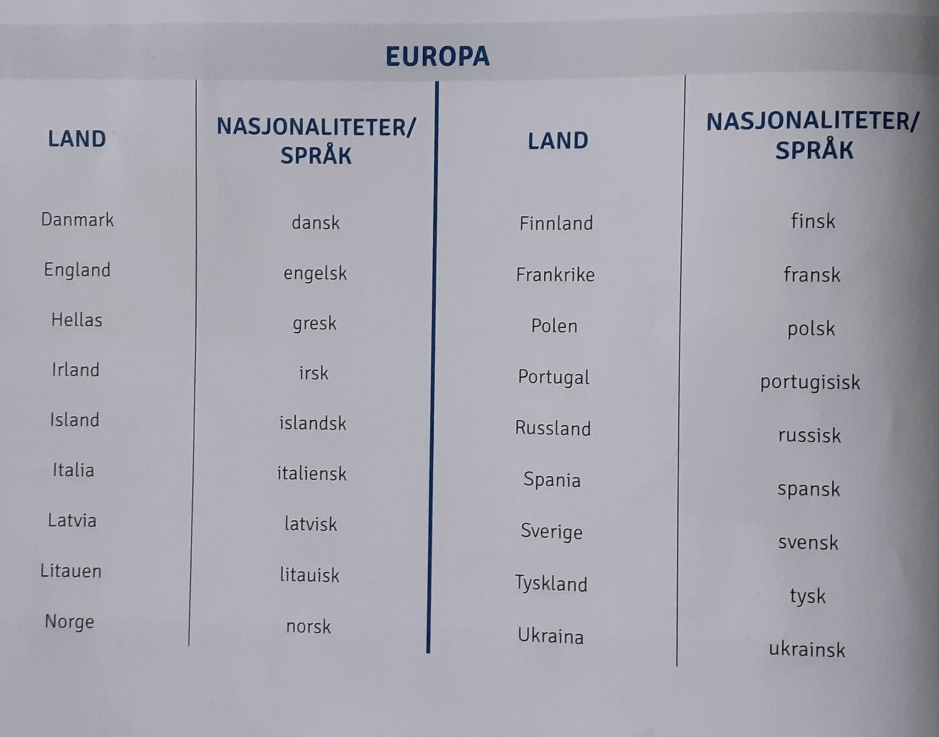 EUROPA
LAND NASJONALITETER/ SPRÅK LAND NASJONALITETER/ SPRÅK
Danmark dansk Finnland finsk
England engelsk Frankrike fransk
Hellas gresk Polen polsk
Irland irsk Portugal portugisisk
Island islandsk Russland russisk
Italia italiensk Spania spansk
Latvia latvisk Sverige svensk
Litauen litauisk Tyskland tysk
Norge norsk Ukraina ukrainsk